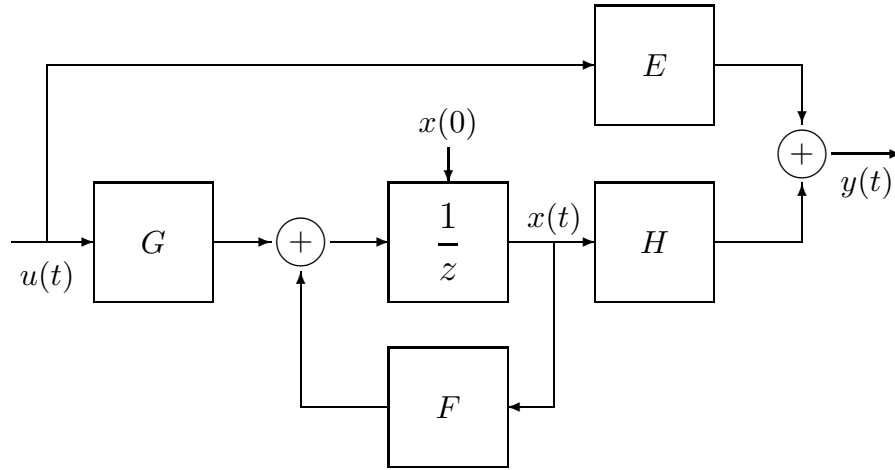 E
x(0)
+
y(t)
G
+
1
z
x(t)
H
u(t)
F